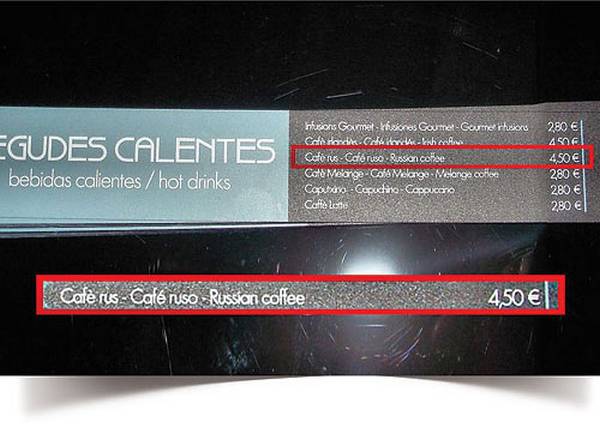 EGUDES CALENTES
bebidas calientes / hot drinks
Infusions Gourmet - Infusiones Gourmet - Gourmet infusions 2,80 €
Cafè irlandès - Café irlandés - Irish coffee 4,50 €
Cafè rus - Café ruso - Russian coffee 4,50 €
Cafè Melange - Café Melange - Melange coffee 2,80 €
Caputxino - Capuchino - Cappucano 2,80 €
Caffè Latte 2,80 €
Cafè rus - Café ruso - Russian coffee 4,50 €